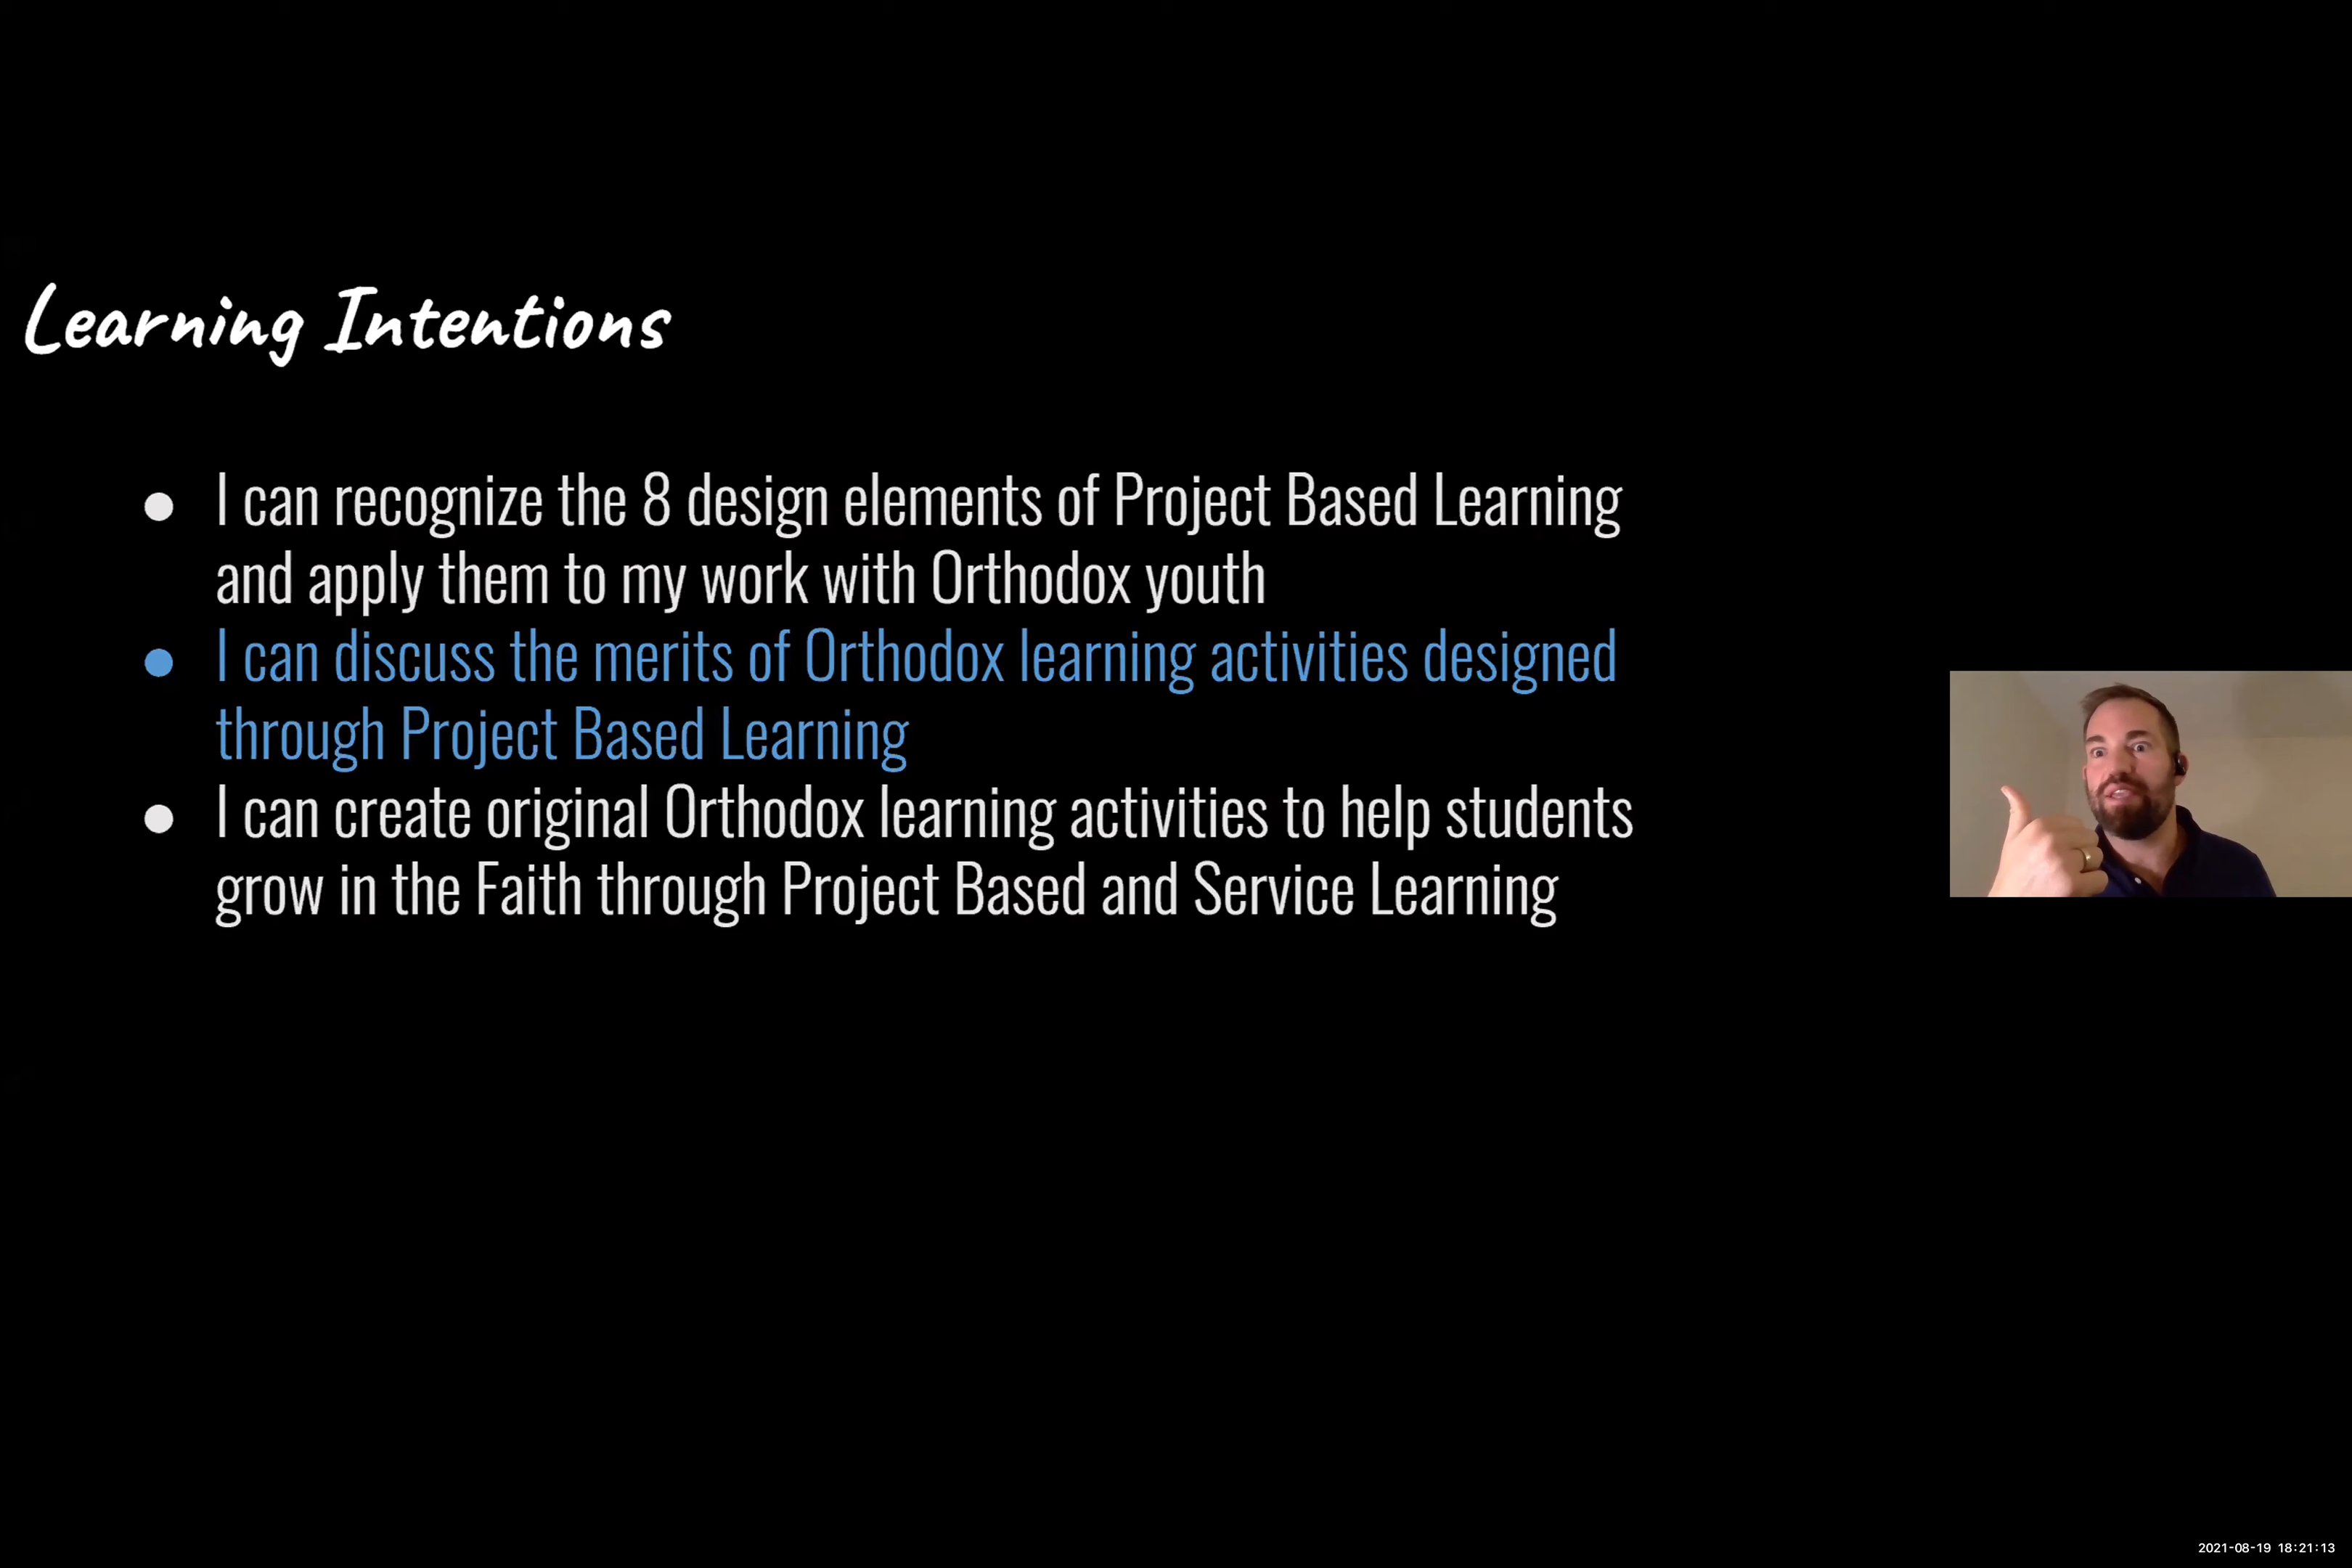 Learning Intentions
● I can recognize the 8 design elements of Project Based Learning
and apply them to my work with Orthodox youth
● I can discuss the merits of Orthodox learning activities designed
through Project Based Learning
● I can create original Orthodox learning activities to help students
grow in the Faith through Project Based and Service Learning
2021-08-19 18:21:13